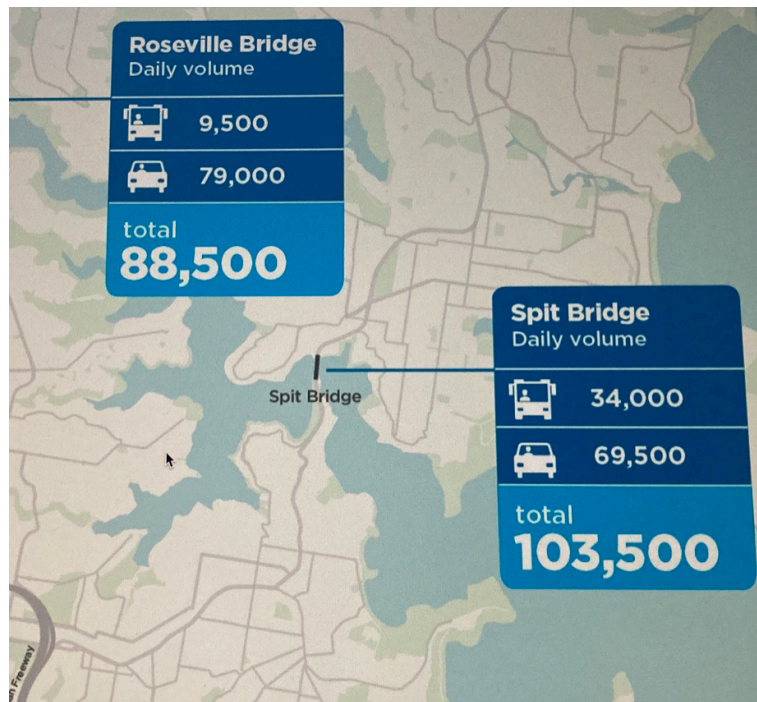 Roseville Bridge
Daily volume
9,500
79,000
total
88,500
Spit Bridge
Daily volume
34,000
69,500
total
103,500
Spit Bridge
Freeway